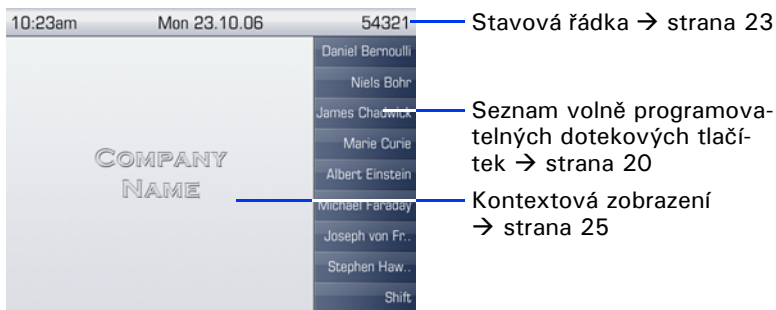 10:23am Mon 23.10.06 54321
Daniel Bernoulli
Niels Bohr
James Chadwick
Marie Curie
Albert Einstein
Michael Faraday
Joseph von Fr..
Stephen Haw..
Shift
COMPANY
NAME
Stavová řádka → strana 23
Seznam volně programova-
telných dotekových tlačí-
tek → strana 20
Kontextová zobrazení
→ strana 25